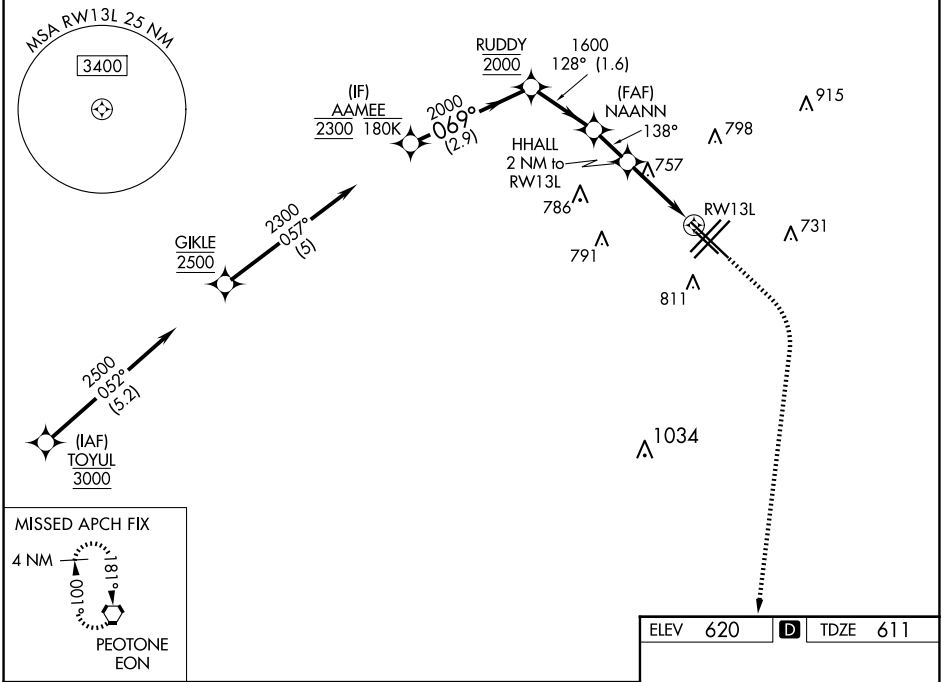 MSA RW13L 25 NM
3400
RUDDY
2000
1600
128° (1.6)
(IF)
AAMEE
2300 180K
2000
069°
(2.9)
(FAF)
NAANN
138°
HHALL
2 NM to
RW13L
915
798
757
786
RW13L
791
731
811
GIKLE
2500
2300
057°
(5)
2500
052°
(5.2)
(IAF)
TOYUL
3000
1034
MISSED APCH FIX
4 NM
181°
001°
PEOTONE
EON
ELEV 620 D TDZE 611